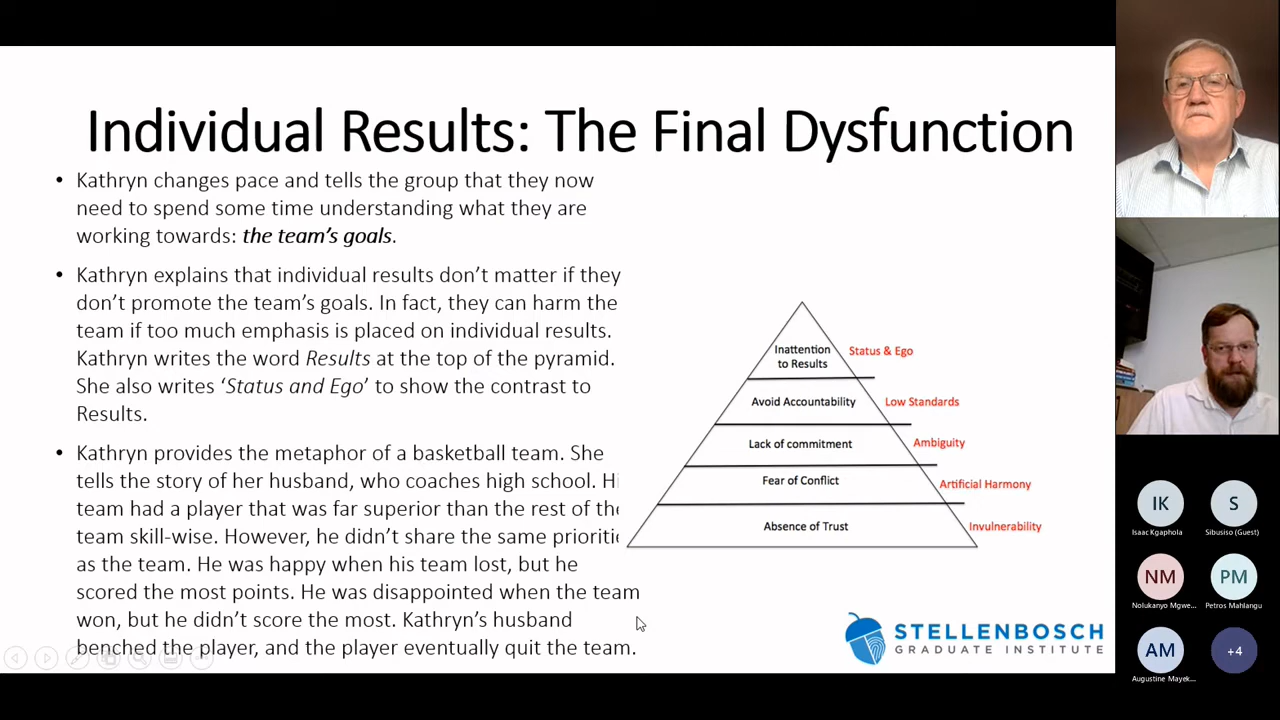 Individual Results: The Final Dysfunction
• Kathryn changes pace and tells the group that they now
need to spend some time understanding what they are
working towards: the team's goals.
• Kathryn explains that individual results don't matter if they
don't promote the team's goals. In fact, they can harm the
team if too much emphasis is placed on individual results.
Kathryn writes the word Results at the top of the pyramid.
She also writes 'Status and Ego' to show the contrast to
Results.
• Kathryn provides the metaphor of a basketball team. She
tells the story of her husband, who coaches high school. Hi
team had a player that was far superior than the rest of the
team skill-wise. However, he didn't share the same prioritie
as the team. He was happy when his team lost, but he
scored the most points. He was disappointed when the team
won, but he didn't score the most. Kathryn's husband
benched the player, and the player eventually quit the team.
Inattention
to Results
Status & Ego
Avoid Accountability
Low Standards
Lack of commitment
Ambiguity
Fear of Conflict
Artificial Harmony
Absence of Trust
Invulnerability
STELLENBOSCH
GRADUATE INSTITUTE
IK
Isaac Kgaphola
S
Sibusiso (Guest)
NM
Nolukanyo Mgwe...
PM
Petros Mahlangu
AM
Augustine Mayek...
+4